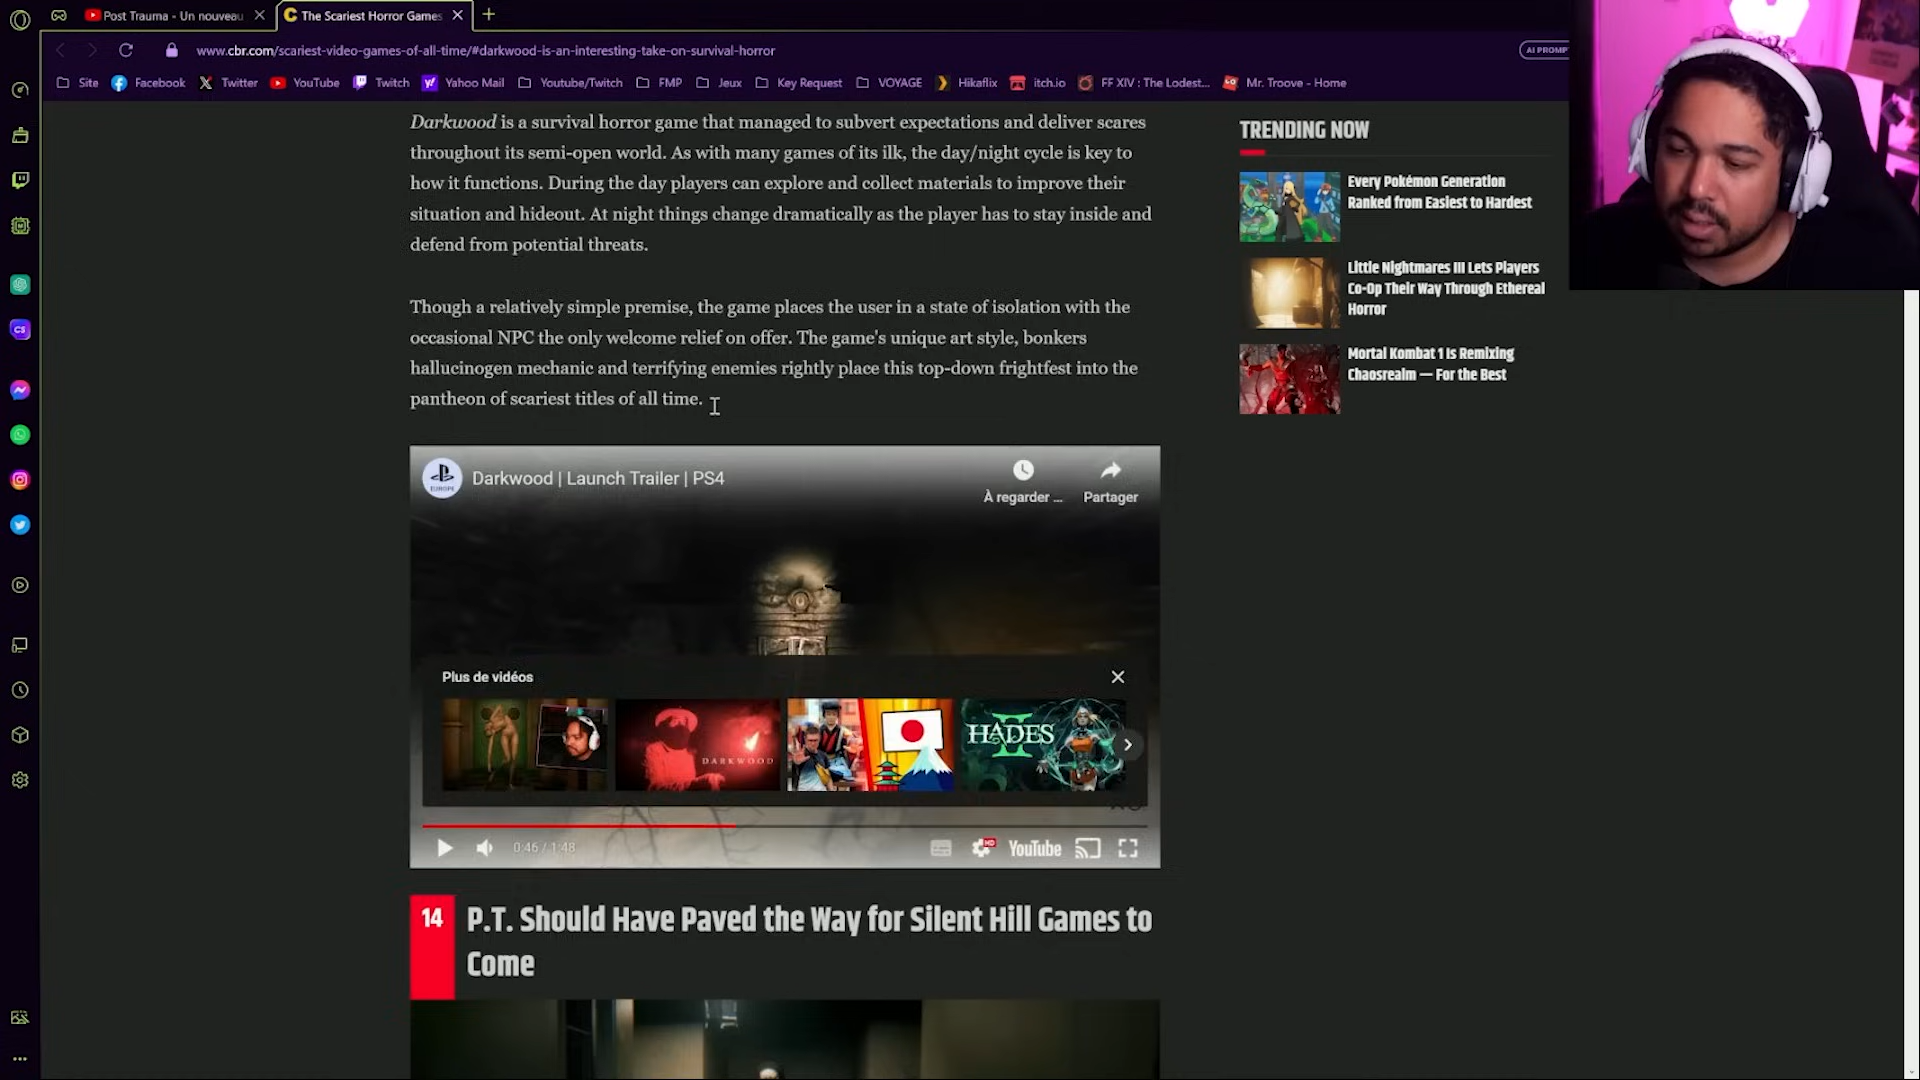 Post Trauma - Un nouveau
The Scariest Horror Games
www.cbr.com/scariest-video-games-of-all-time/#darkwood-is-an-interesting-take-on-survival-horror
AI PROMP
Site
Facebook
Twitter
YouTube
Twitch
Yahoo Mail
Youtube/Twitch
FMP
Jeux
Key Request
VOYAGE
Hikaflix
itch.io
FF XIV : The Lodest...
Mr. Troove - Home
Darkwood is a survival horror game that managed to subvert expectations and deliver scares
throughout its semi-open world. As with many games of its ilk, the day/night cycle is key to
how it functions. During the day players can explore and collect materials to improve their
situation and hideout. At night things change dramatically as the player has to stay inside and
defend from potential threats.
Though a relatively simple premise, the game places the user in a state of isolation with the
occasional NPC the only welcome relief on offer. The game's unique art style, bonkers
hallucinogen mechanic and terrifying enemies rightly place this top-down frightfest into the
pantheon of scariest titles of all time.
TRENDING NOW
Every Pokémon Generation
Ranked from Easiest to Hardest
Little Nightmares III Lets Players
Co-Op Their Way Through Ethereal
Horror
Mortal Kombat 1 Is Remixing
Chaosrealm — For the Best
CS
EUROPE
Darkwood | Launch Trailer | PS4
À regarder ...
Partager
Plus de vidéos
DARKWOOD
HADES
II
0:46 / 1:48
HD
YouTube
14
P.T. Should Have Paved the Way for Silent Hill Games to
Come